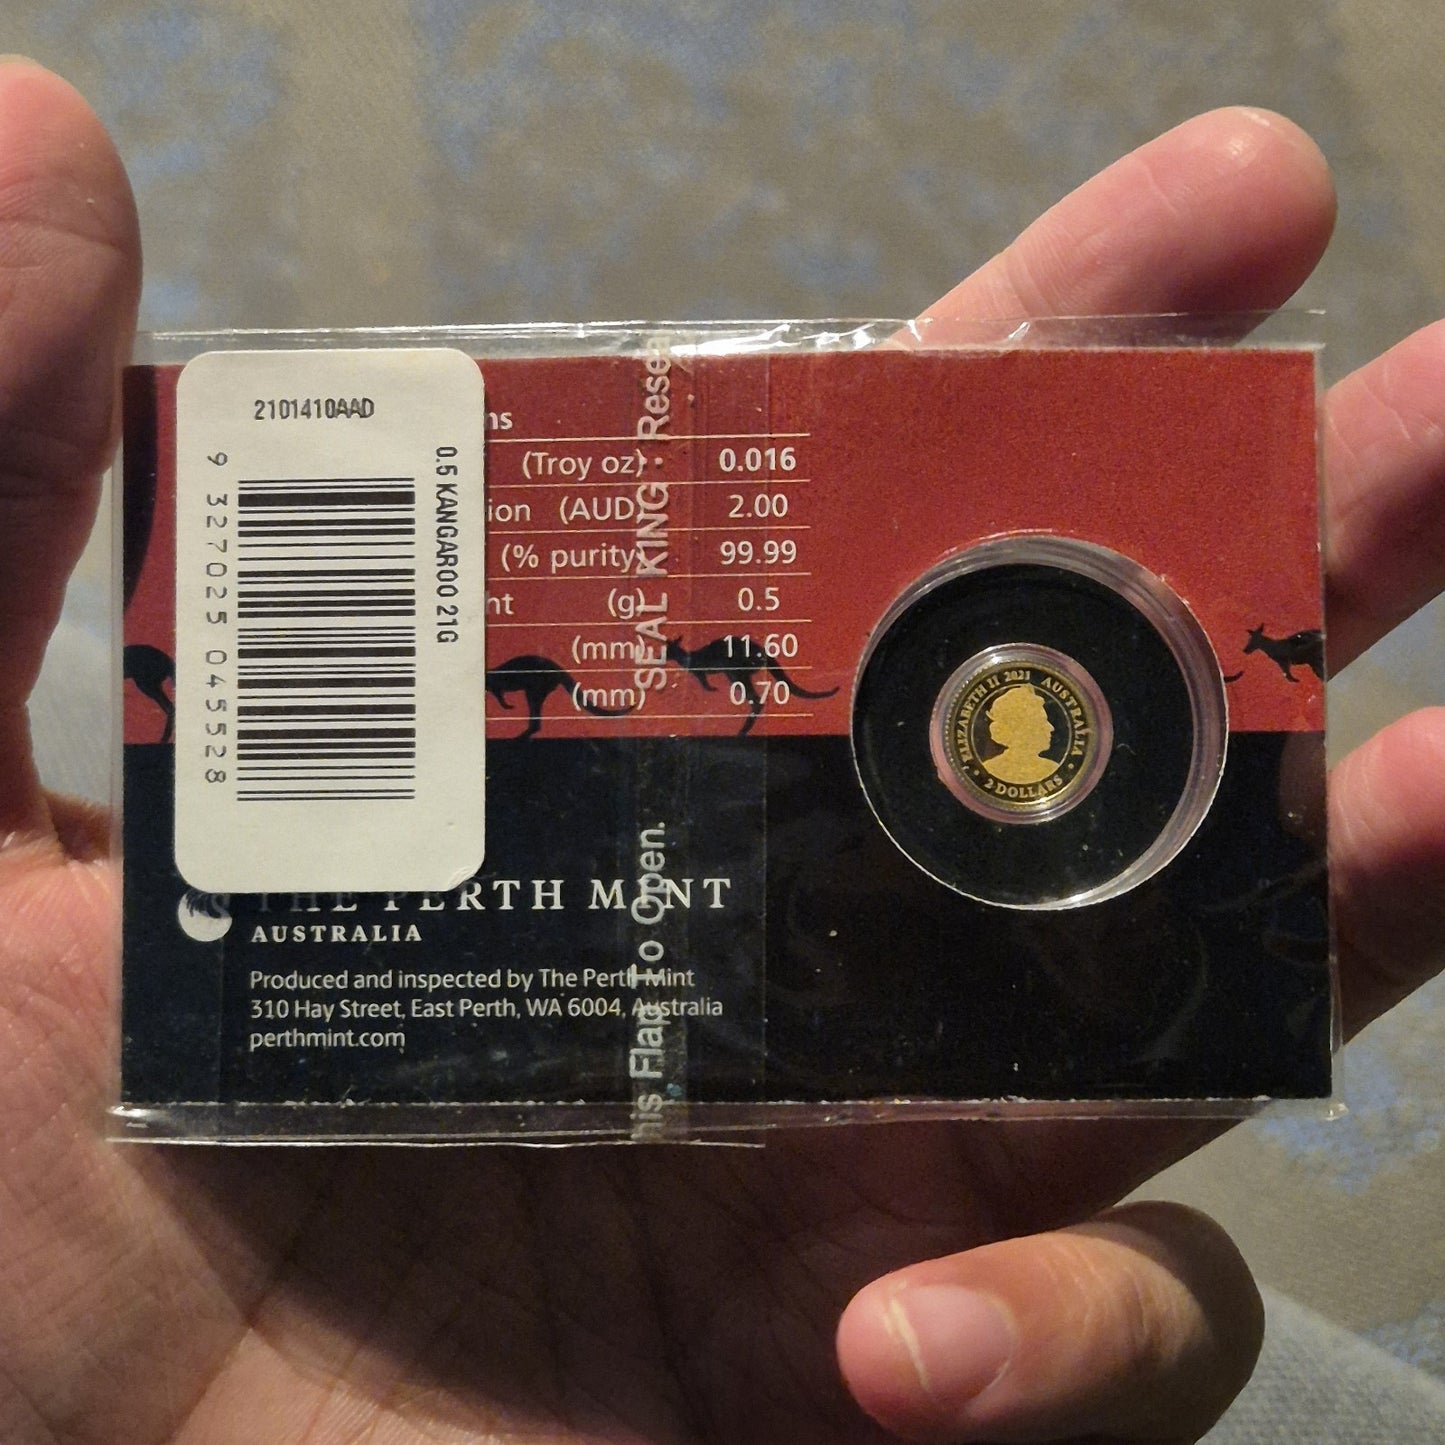 2101410AAD
0.5 KANGAROO 21G
9 327025 045528
ns
(Troy oz) 0.016
ion (AUD) 2.00
(% purity) 99.99
ht (g) 0.5
(mm) 11.60
(mm) 0.70
SEAL KING · Resea
his Flap To Open.
ELIZABETH II 2021 AUSTRALIA
• 2 DOLLARS •
THE PERTH MINT
AUSTRALIA
Produced and inspected by The Perth Mint
310 Hay Street, East Perth, WA 6004, Australia
perthmint.com